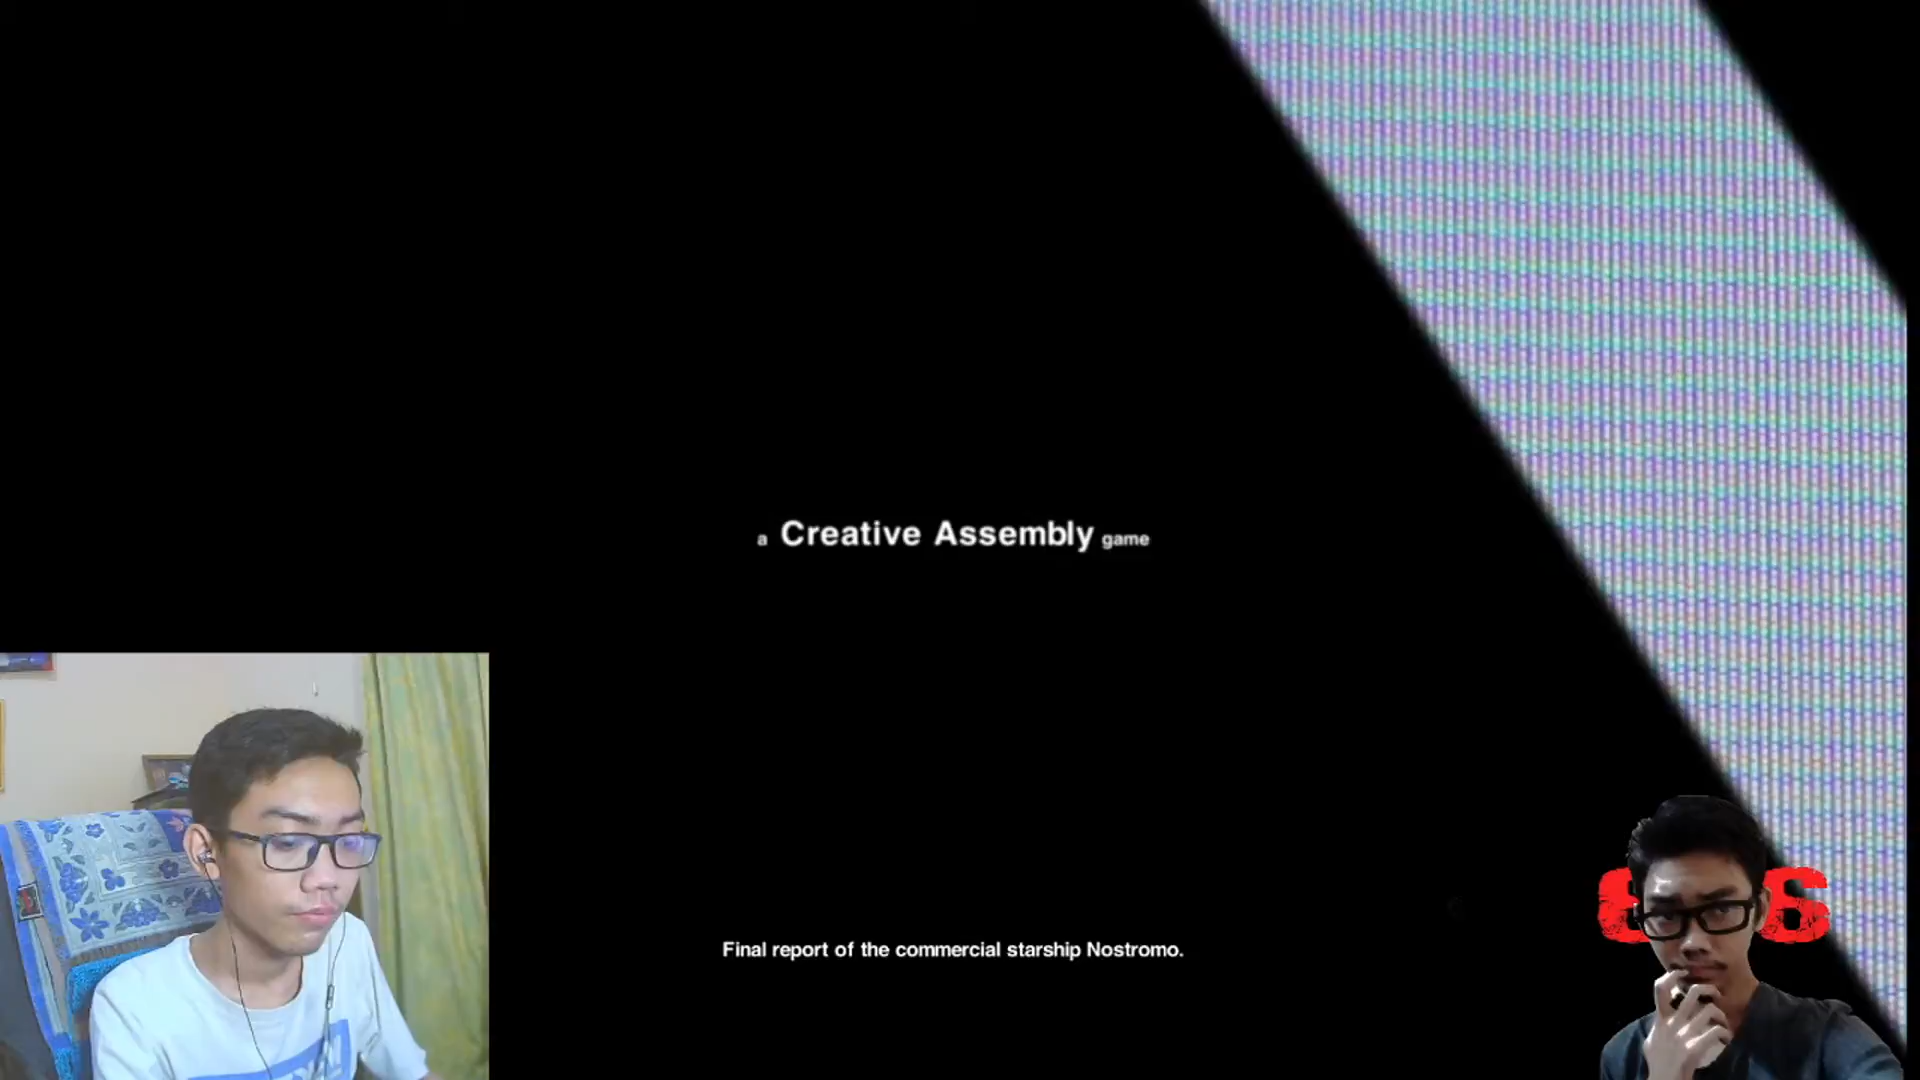 a Creative Assembly game
Final report of the commercial starship Nostromo.